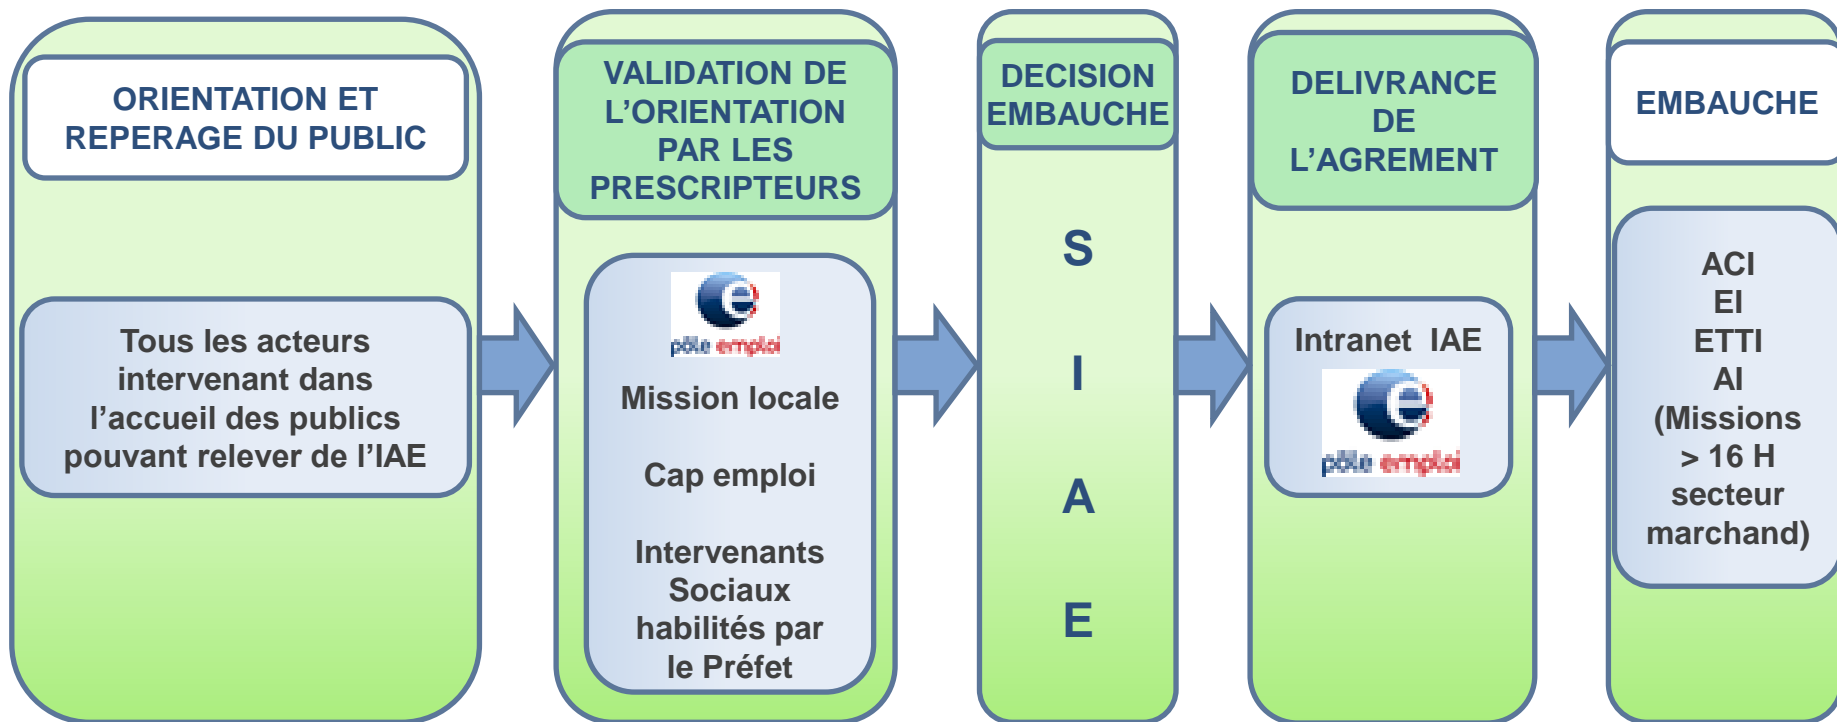 ORIENTATION ET
REPERAGE DU PUBLIC
Tous les acteurs
intervenant dans
l’accueil des publics
pouvant relever de l’IAE
VALIDATION DE
L’ORIENTATION
PAR LES
PRESCRIPTEURS
pôle emploi
Mission locale
Cap emploi
Intervenants
Sociaux
habilités par
le Préfet
DECISION
EMBAUCHE
S
I
A
E
DELIVRANCE
DE
L’AGREMENT
Intranet IAE
pôle emploi
EMBAUCHE
ACI
EI
ETTI
AI
(Missions
> 16 H
secteur
marchand)